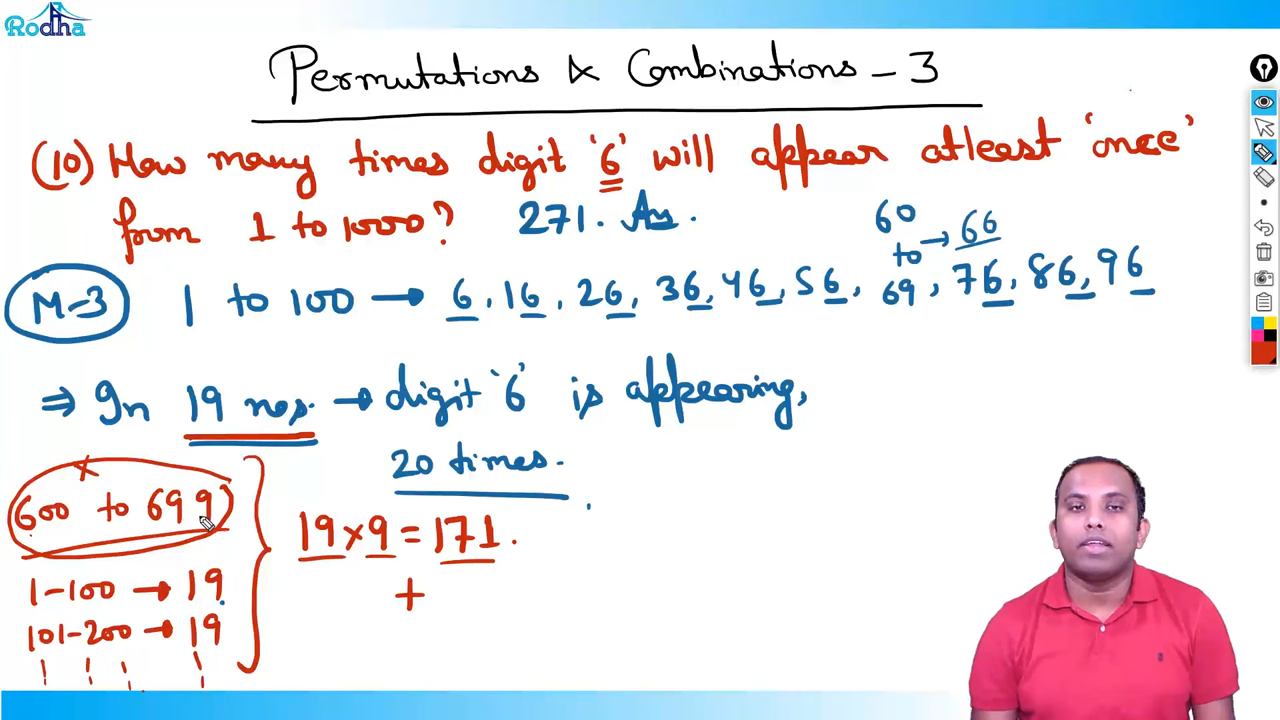 Rodha
Permutations & Combinations - 3
(10) How many times digit '6' will appear atleast 'once'
from 1 to 1000? 271. Ans.
60
to → 66
69
M-3 1 to 100 → 6, 16, 26, 36, 46, 56, , 76, 86, 96
⇒ In 19 nos. → digit '6' is appearing,
20 times.
x
600 to 699
19 x 9 = 171.
+
1-100 → 19
101-200 → 19